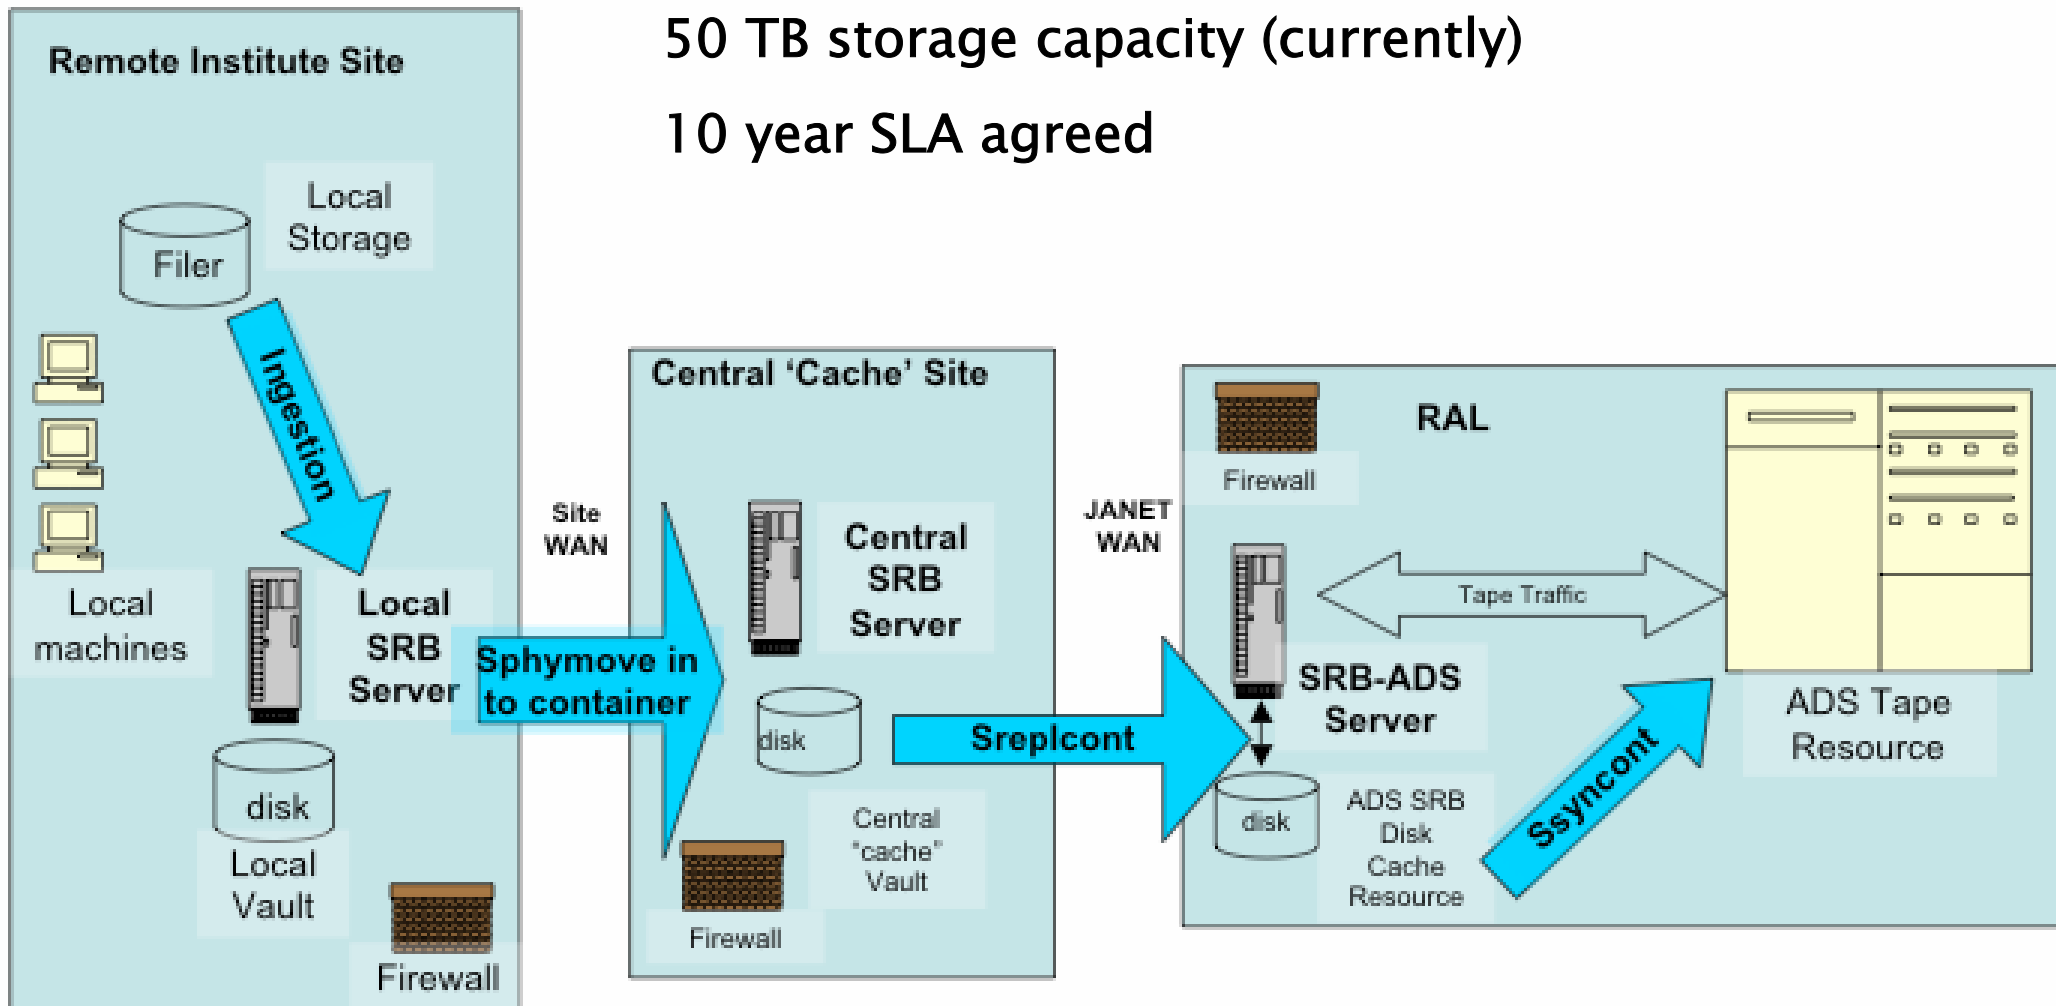 50 TB storage capacity (currently)
10 year SLA agreed
Remote Institute Site
Local
Storage
Filer
Ingestion
Local
machines
Local
SRB
Server
disk
Local
Vault
Firewall
Site
WAN
Sphymove in
to container
Central ‘Cache’ Site
Central
SRB
Server
disk
Central
“cache”
Vault
Firewall
Sreplcont
JANET
WAN
RAL
Firewall
Tape Traffic
SRB-ADS
Server
disk
ADS SRB
Disk
Cache
Resource
Ssyncont
ADS Tape
Resource